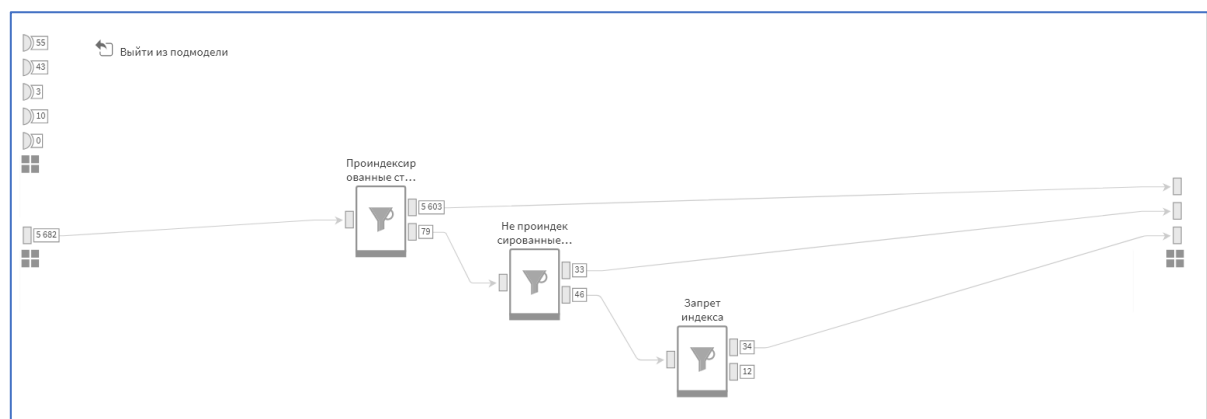 55
Выйти из подмодели
43
3
10
0
Проиндексир
ованные ст...
5 603
5 682
79
Не проиндек
сированные...
33
46
Запрет
индекса
34
12